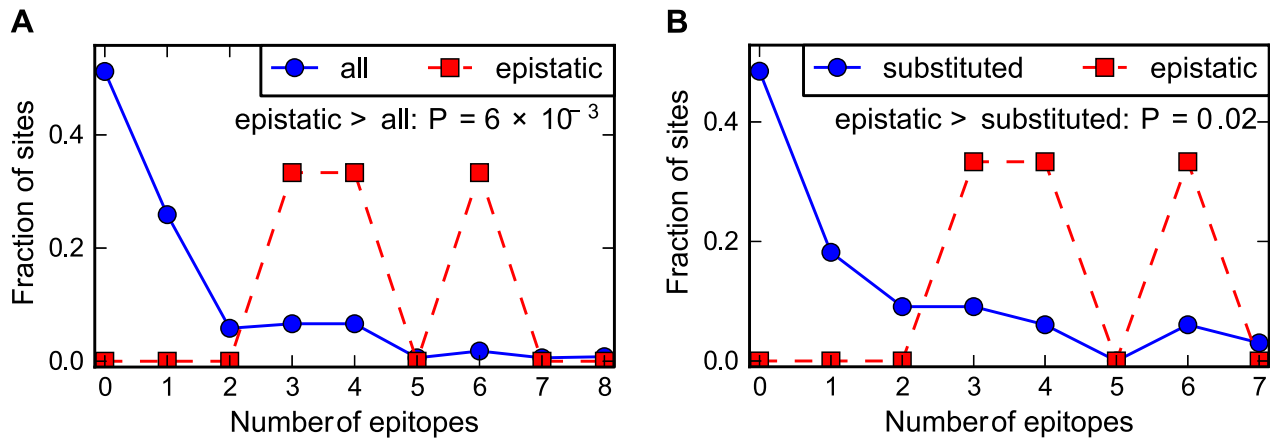 A
all epistatic
epistatic > all: P = 6 × 10⁻³
Fraction of sites
0.4
0.2
0.0
0 1 2 3 4 5 6 7 8
Number of epitopes
B
substituted epistatic
epistatic > substituted: P = 0.02
Fraction of sites
0.4
0.2
0.0
0 1 2 3 4 5 6 7
Number of epitopes